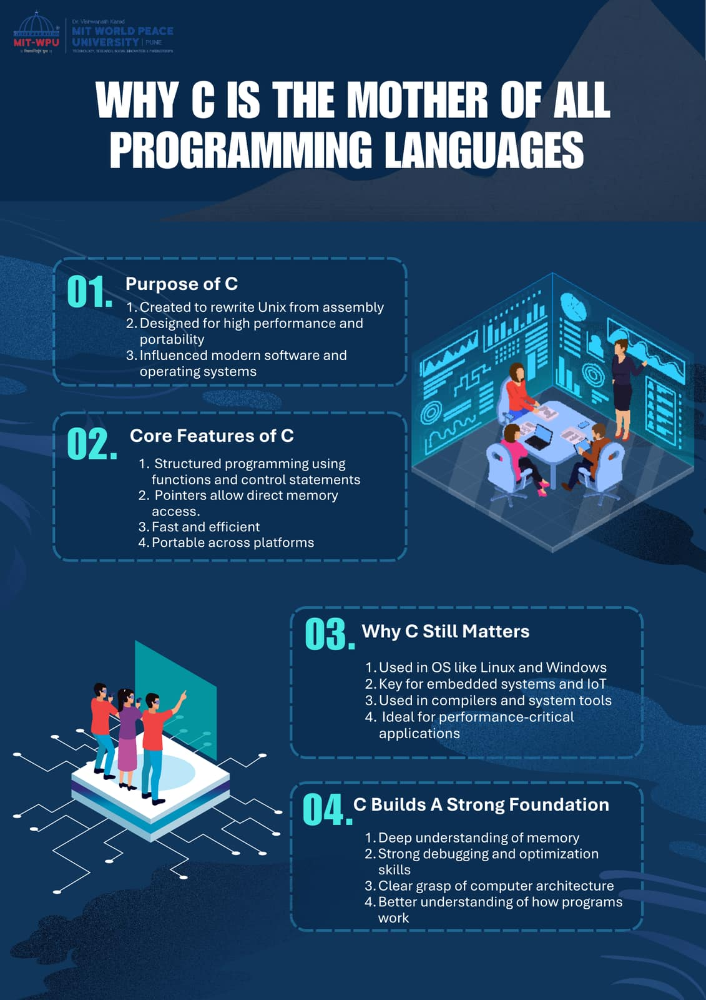 Dr. Vishwanath Karad
MIT WORLD PEACE
UNIVERSITY | PUNE
TECHNOLOGY, RESEARCH, SOCIAL INNOVATION & PARTNERSHIPS
®
MIT-WPU
WHY C IS THE MOTHER OF ALL
PROGRAMMING LANGUAGES
01. Purpose of C
1. Created to rewrite Unix from assembly
2. Designed for high performance and
portability
3. Influenced modern software and
operating systems
02. Core Features of C
1. Structured programming using
functions and control statements
2. Pointers allow direct memory
access.
3. Fast and efficient
4. Portable across platforms
03. Why C Still Matters
1. Used in OS like Linux and Windows
2. Key for embedded systems and IoT
3. Used in compilers and system tools
4. Ideal for performance-critical
applications
04. C Builds A Strong Foundation
1. Deep understanding of memory
2. Strong debugging and optimization
skills
3. Clear grasp of computer architecture
4. Better understanding of how programs
work